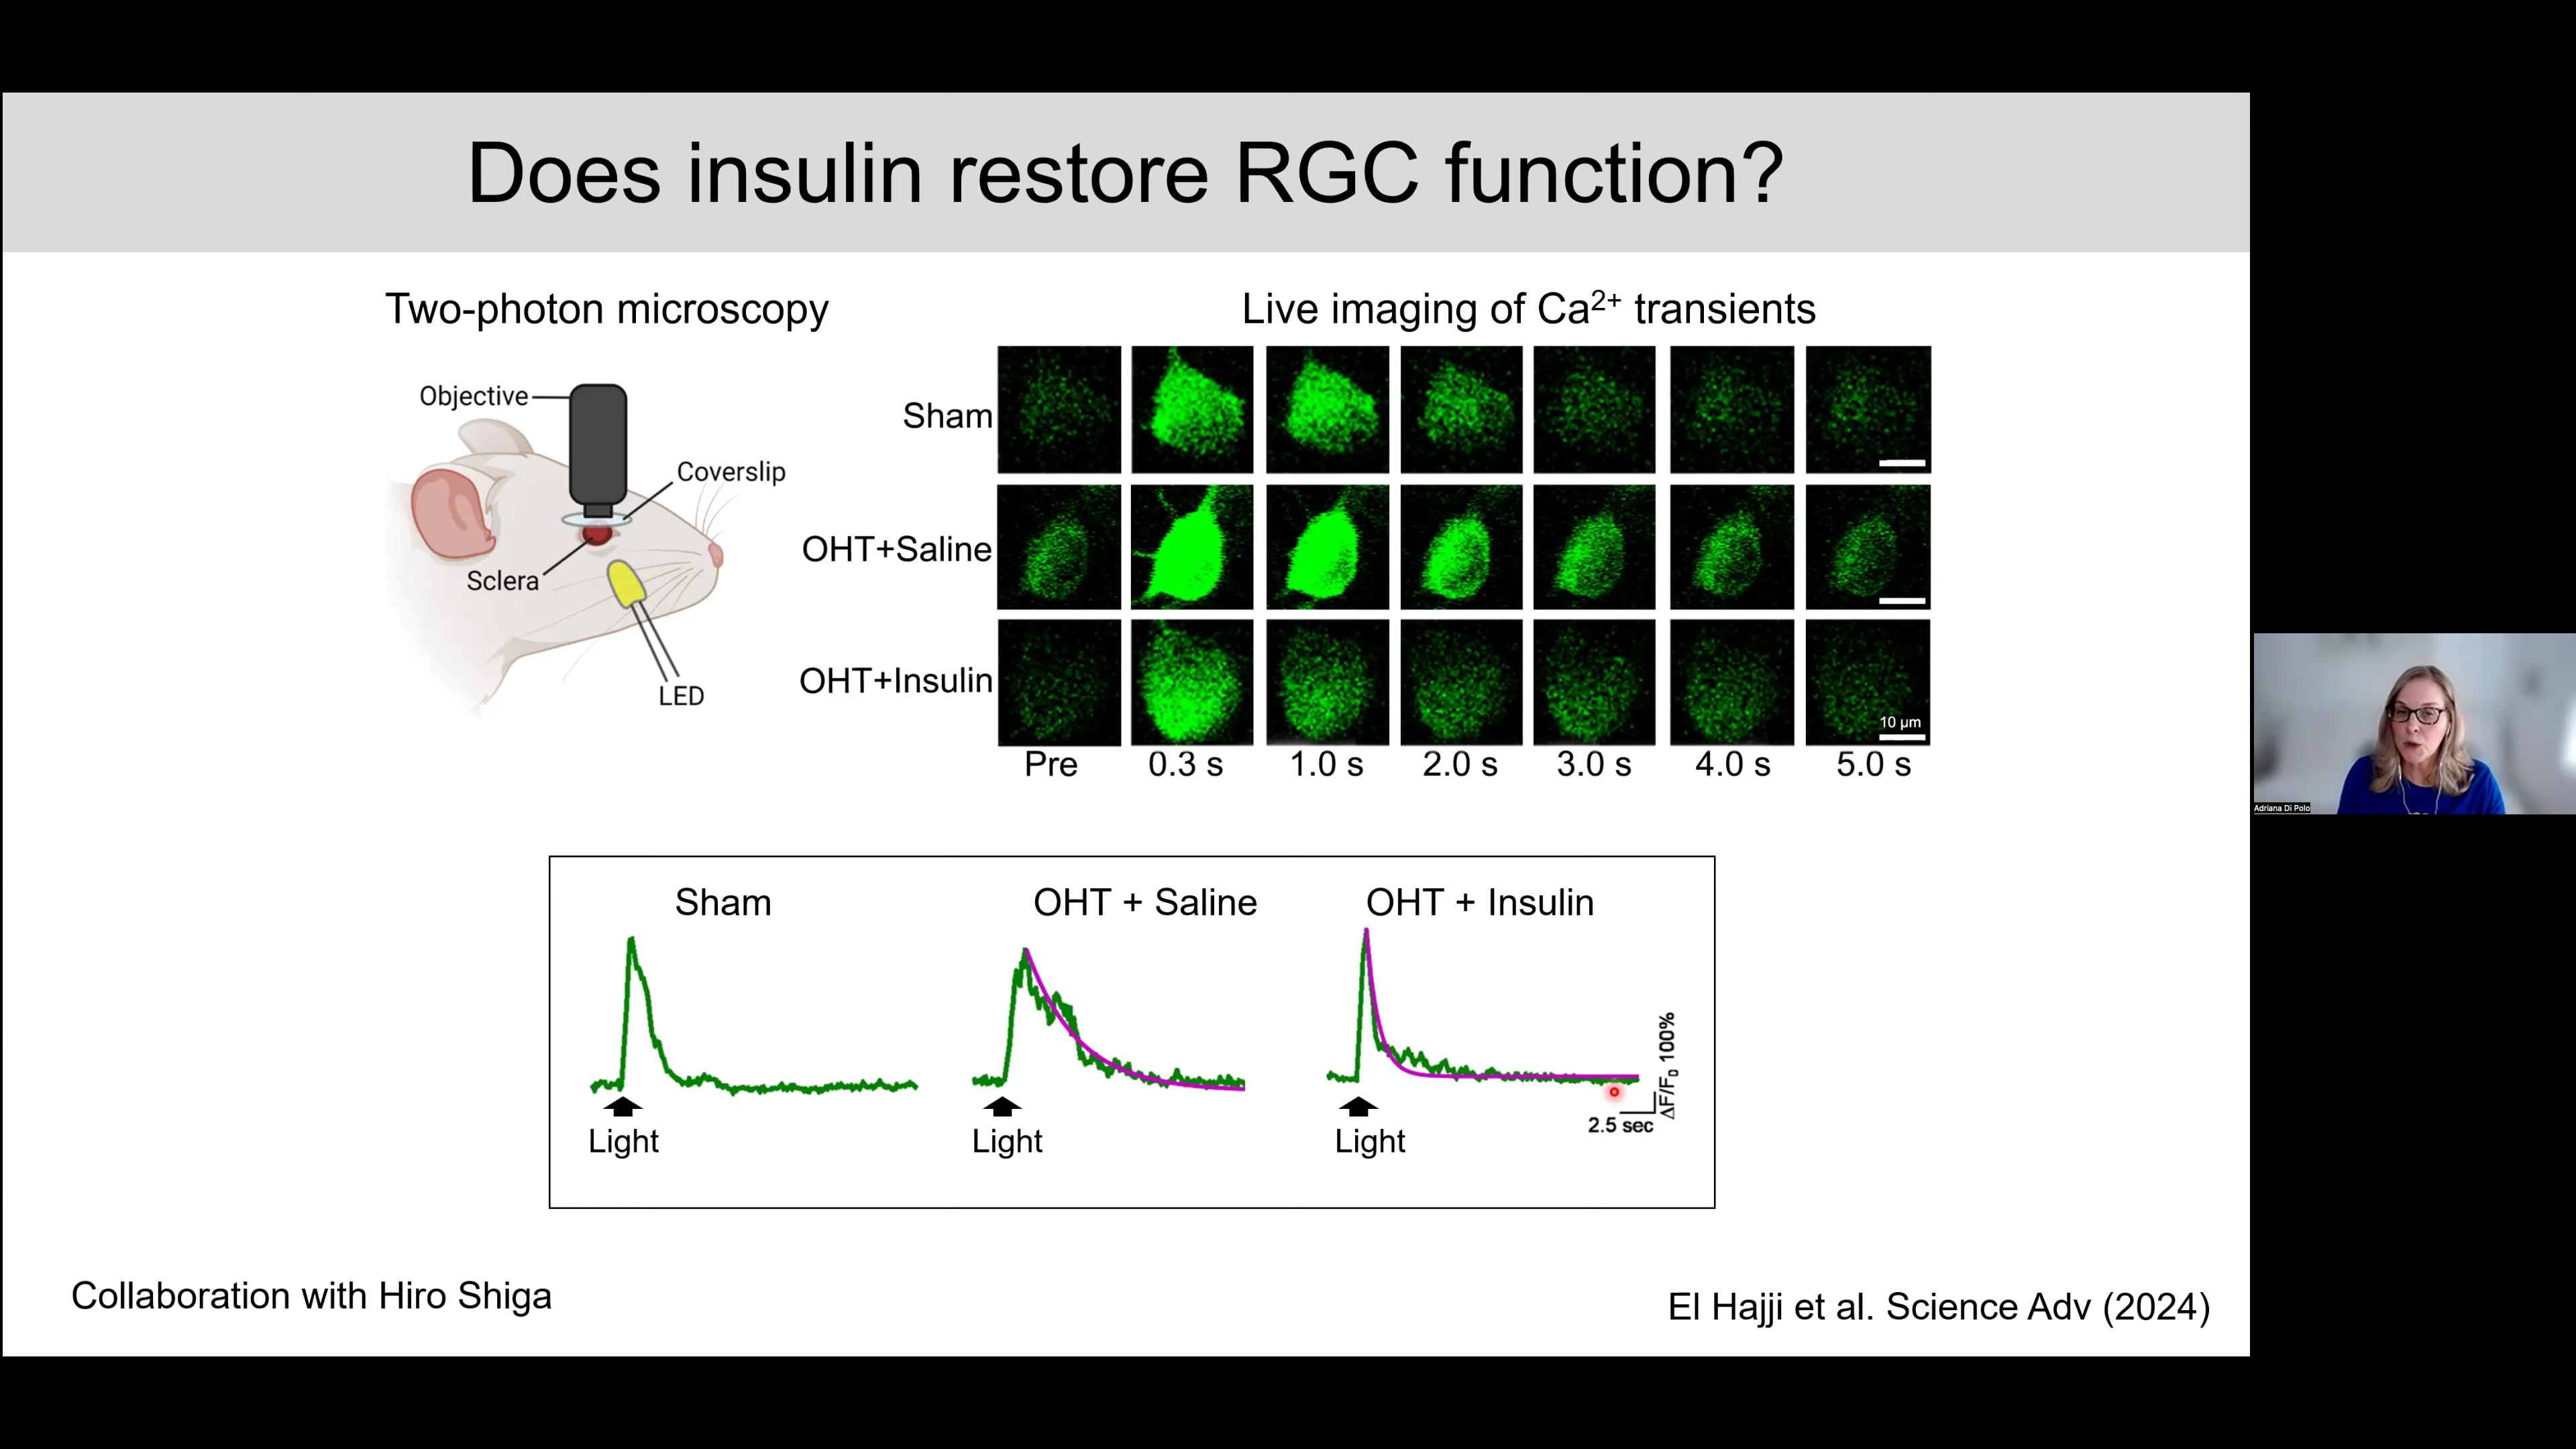 Does insulin restore RGC function?
Two-photon microscopy
Objective
Coverslip
Sclera
LED
Live imaging of Ca²⁺ transients
Sham
OHT+Saline
OHT+Insulin
10 µm
Pre 0.3 s 1.0 s 2.0 s 3.0 s 4.0 s 5.0 s
Sham OHT + Saline OHT + Insulin
Light Light Light
2.5 sec
ΔF/F₀ 100%
Collaboration with Hiro Shiga
El Hajji et al. Science Adv (2024)
Adriana Di Polo